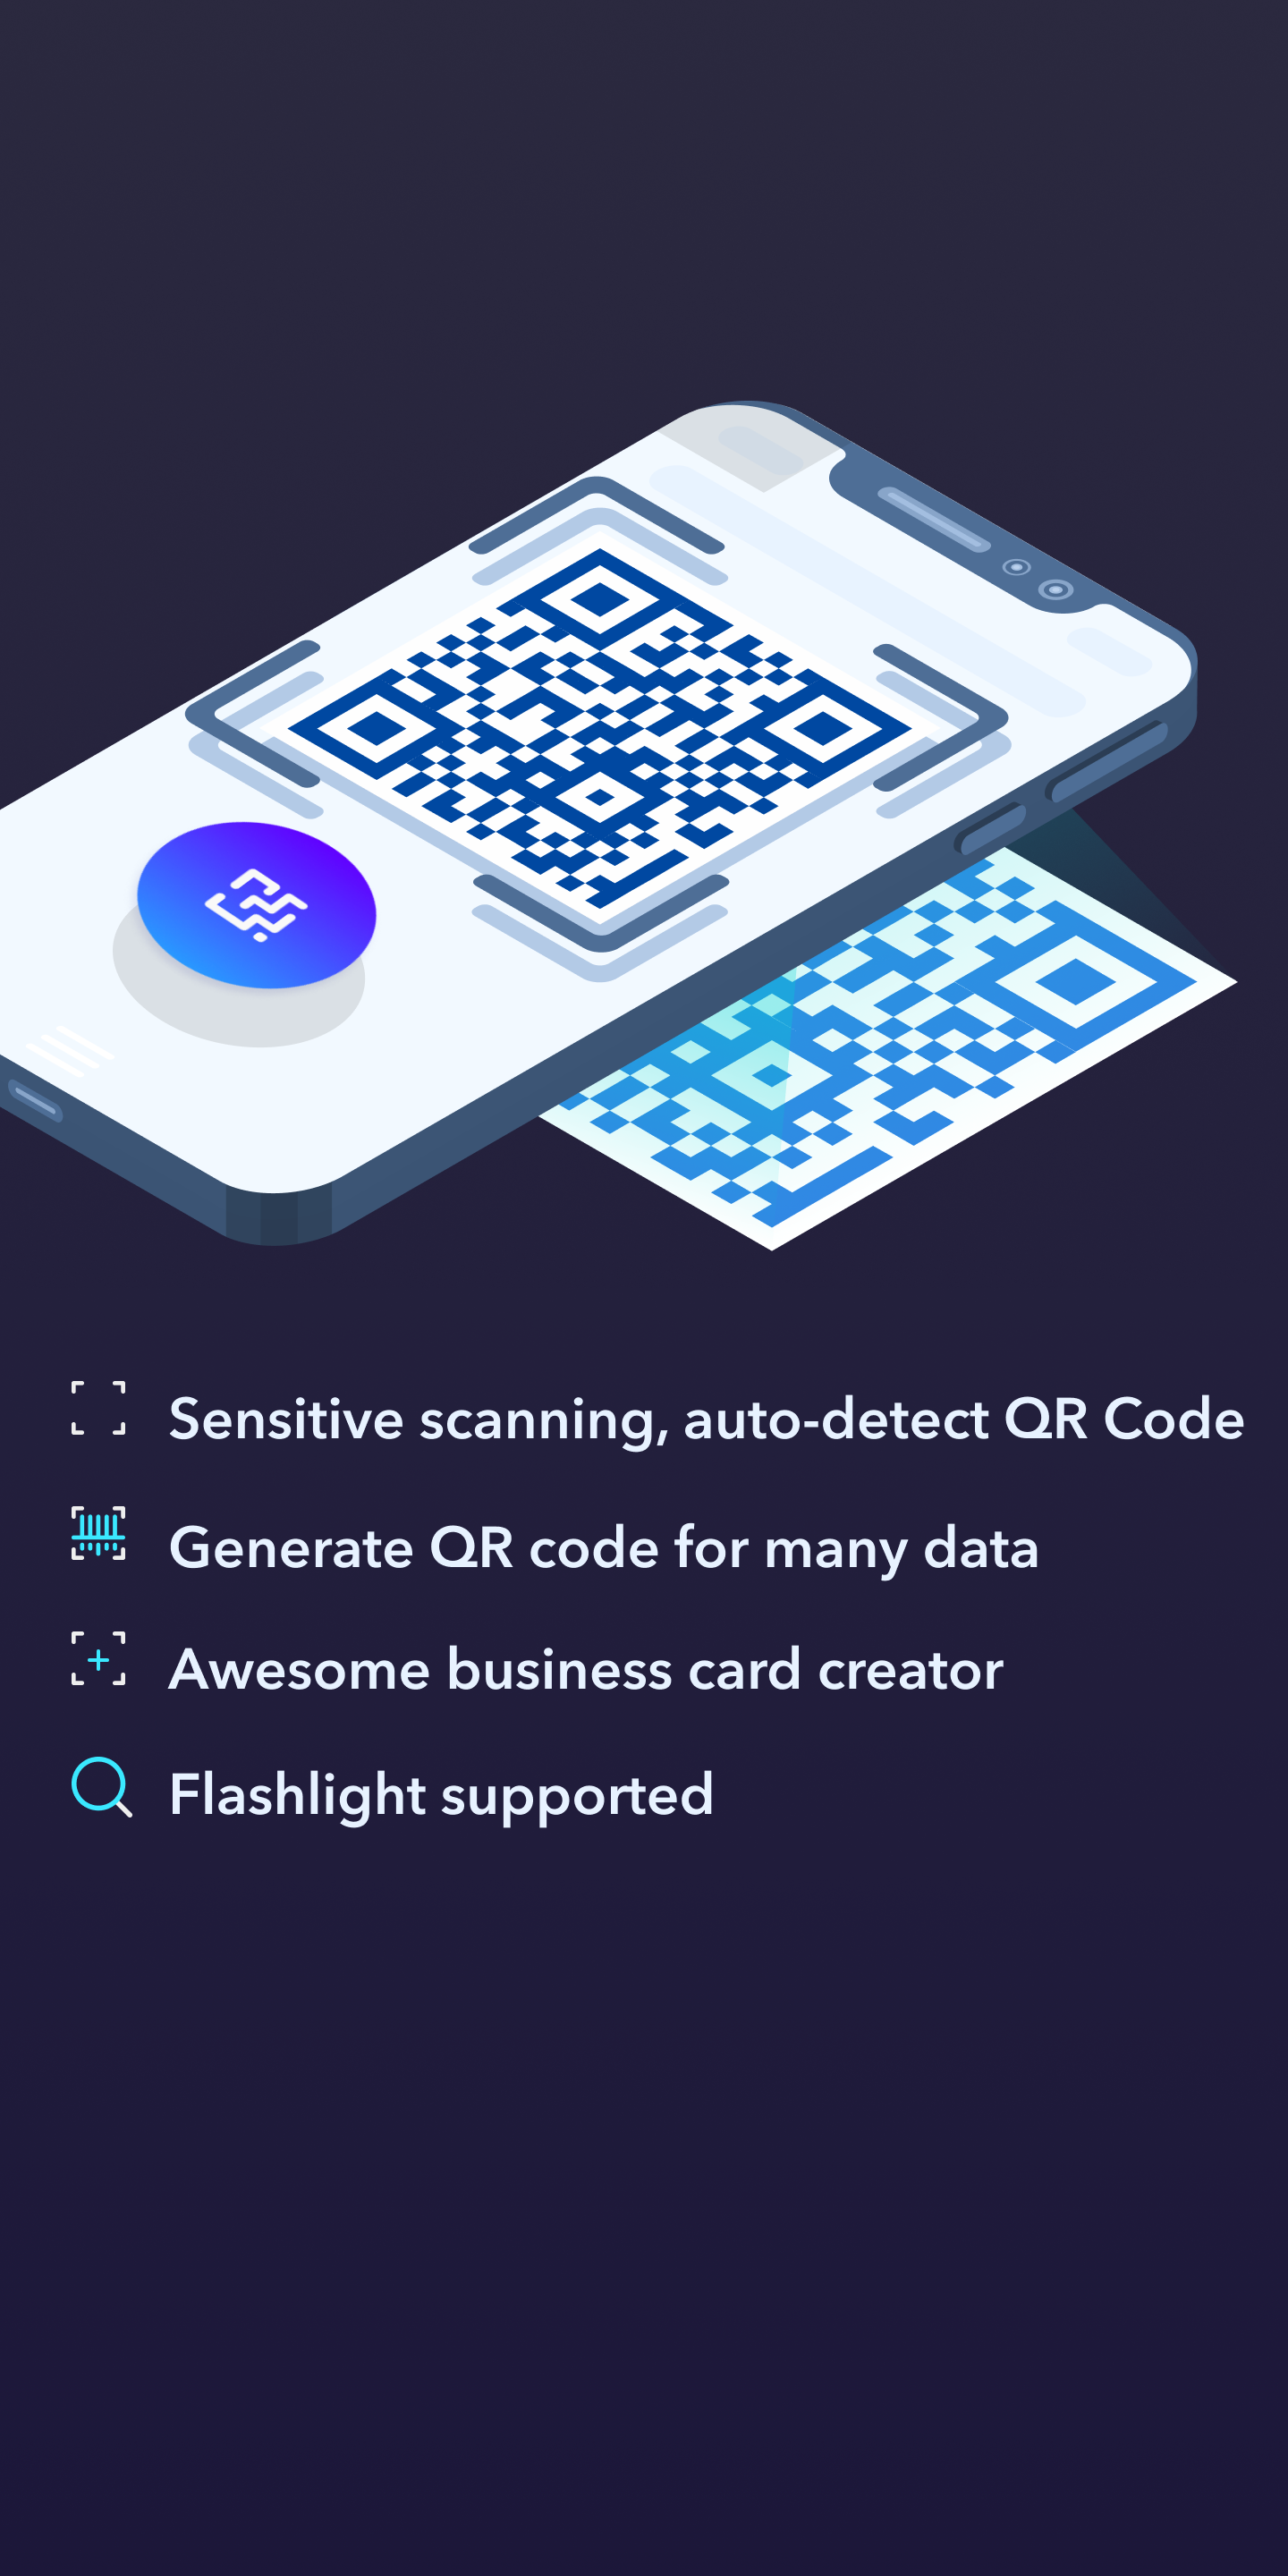 Sensitive scanning, auto-detect QR Code
Generate QR code for many data
Awesome business card creator
Flashlight supported